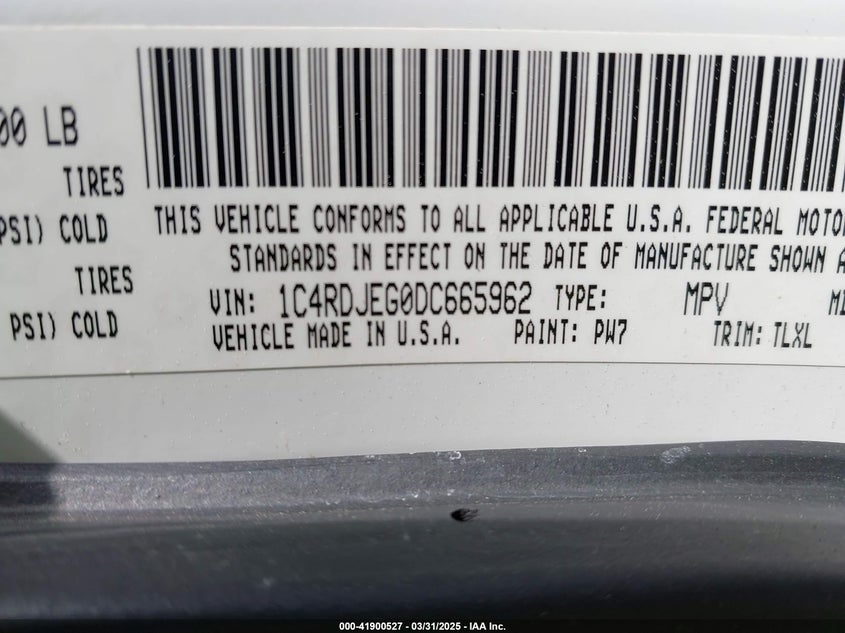 00 LB
TIRES
PSI) COLD
TIRES
PSI) COLD
THIS VEHICLE CONFORMS TO ALL APPLICABLE U.S.A. FEDERAL MOTO
STANDARDS IN EFFECT ON THE DATE OF MANUFACTURE SHOWN A
VIN: 1C4RDJEG0DC665962 TYPE: MPV
VEHICLE MADE IN U.S.A. PAINT: PW7 TRIM: TLXL
000-41900527 - 03/31/2025 - IAA Inc.